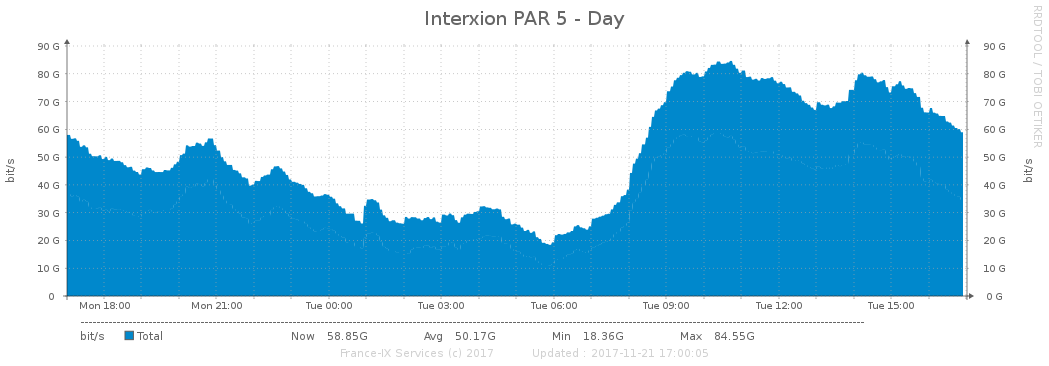 Interxion PAR 5 - Day
RRDTOOL / TOBI OETIKER
bit/s
90 G 90 G
80 G 80 G
70 G 70 G
60 G 60 G
50 G 50 G
40 G 40 G
30 G 30 G
20 G 20 G
10 G 10 G
0 0 G
bit/s
Mon 18:00 Mon 21:00 Tue 00:00 Tue 03:00 Tue 06:00 Tue 09:00 Tue 12:00 Tue 15:00
bit/s Total Now 58.85G Avg 50.17G Min 18.36G Max 84.55G
France-IX Services (c) 2017 Updated : 2017-11-21 17:00:05